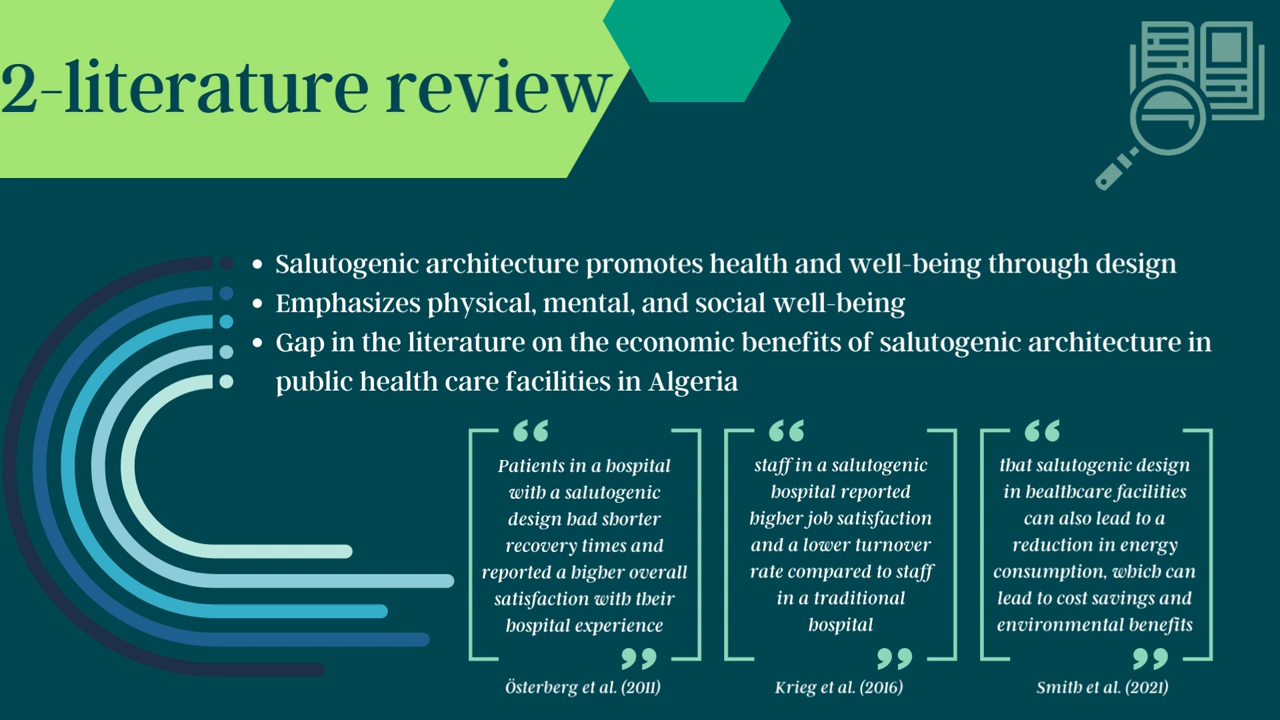 2-literature review
• Salutogenic architecture promotes health and well-being through design
• Emphasizes physical, mental, and social well-being
• Gap in the literature on the economic benefits of salutogenic architecture in
public health care facilities in Algeria
“
Patients in a hospital
with a salutogenic
design had shorter
recovery times and
reported a higher overall
satisfaction with their
hospital experience
”
Österberg et al. (2011)
“
staff in a salutogenic
hospital reported
higher job satisfaction
and a lower turnover
rate compared to staff
in a traditional
hospital
”
Krieg et al. (2016)
“
that salutogenic design
in healthcare facilities
can also lead to a
reduction in energy
consumption, which can
lead to cost savings and
environmental benefits
”
Smith et al. (2021)